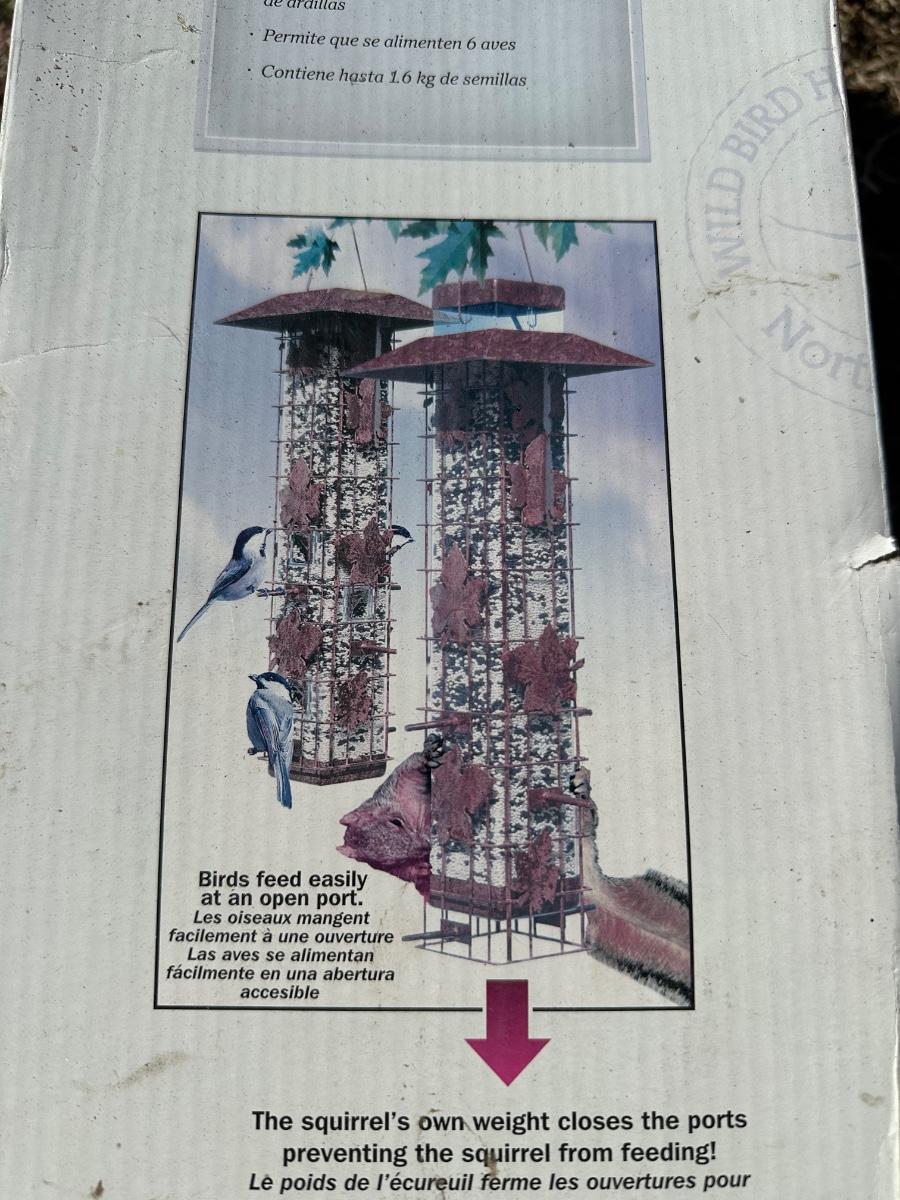 de ardillas
· Permite que se alimenten 6 aves
· Contiene hasta 1.6 kg de semillas
WILD BIRD
Birds feed easily
at an open port.
Les oiseaux mangent
facilement à une ouverture
Las aves se alimentan
fácilmente en una abertura
accesible
The squirrel's own weight closes the ports
preventing the squirrel from feeding!
Le poids de l'écureuil ferme les ouvertures pour